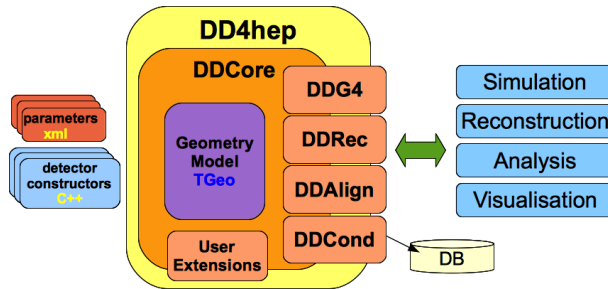 DD4hep
DDCore
parameters
xml
detector
constructors
C++
Geometry
Model
TGeo
User
Extensions
DDG4
DDRec
DDAlign
DDCond
Simulation
Reconstruction
Analysis
Visualisation
DB